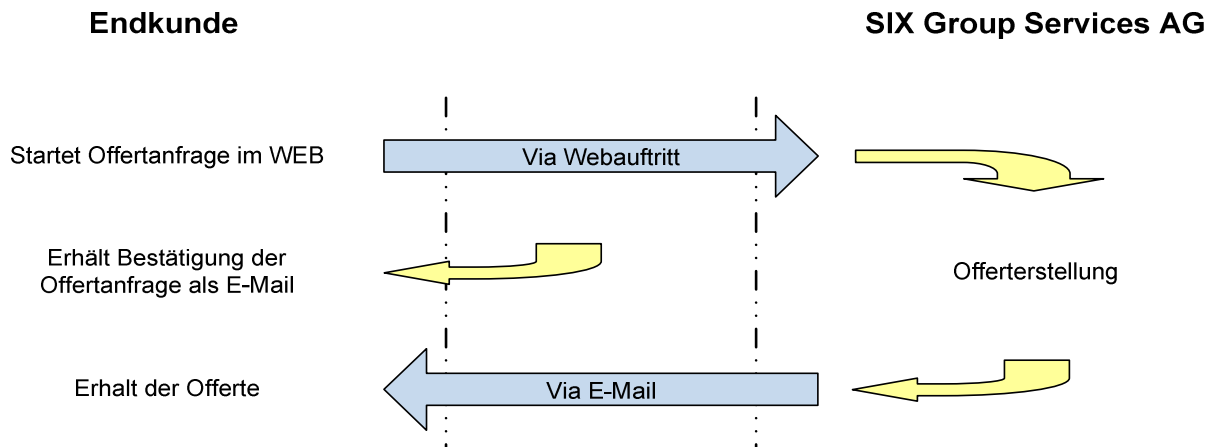 Endkunde
SIX Group Services AG
Startet Offertanfrage im WEB
Via Webauftritt
Erhält Bestätigung der
Offertanfrage als E-Mail
Offerterstellung
Erhalt der Offerte
Via E-Mail